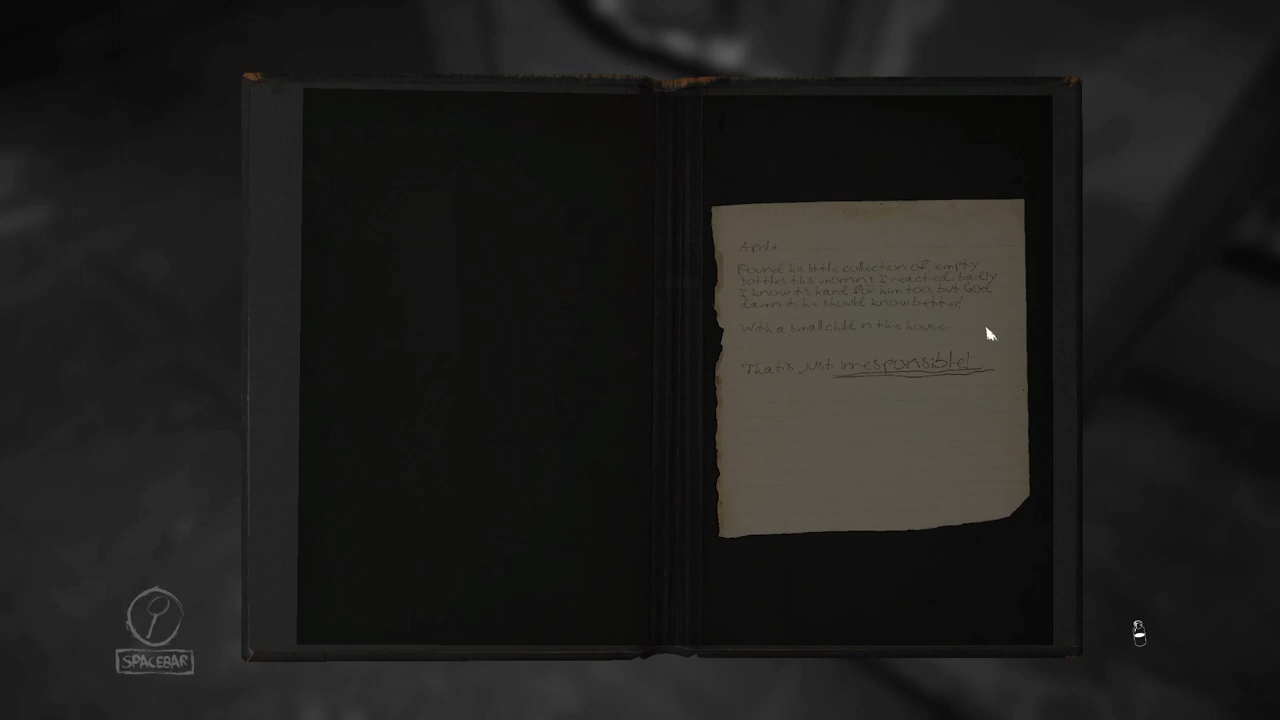 April 4
Found his little collection of empty
bottles this morning I reacted badly
I know it's hard for him too, but God
damn it, he should know better!
With a small child in the house.
That's just irresponsible!
SPACEBAR